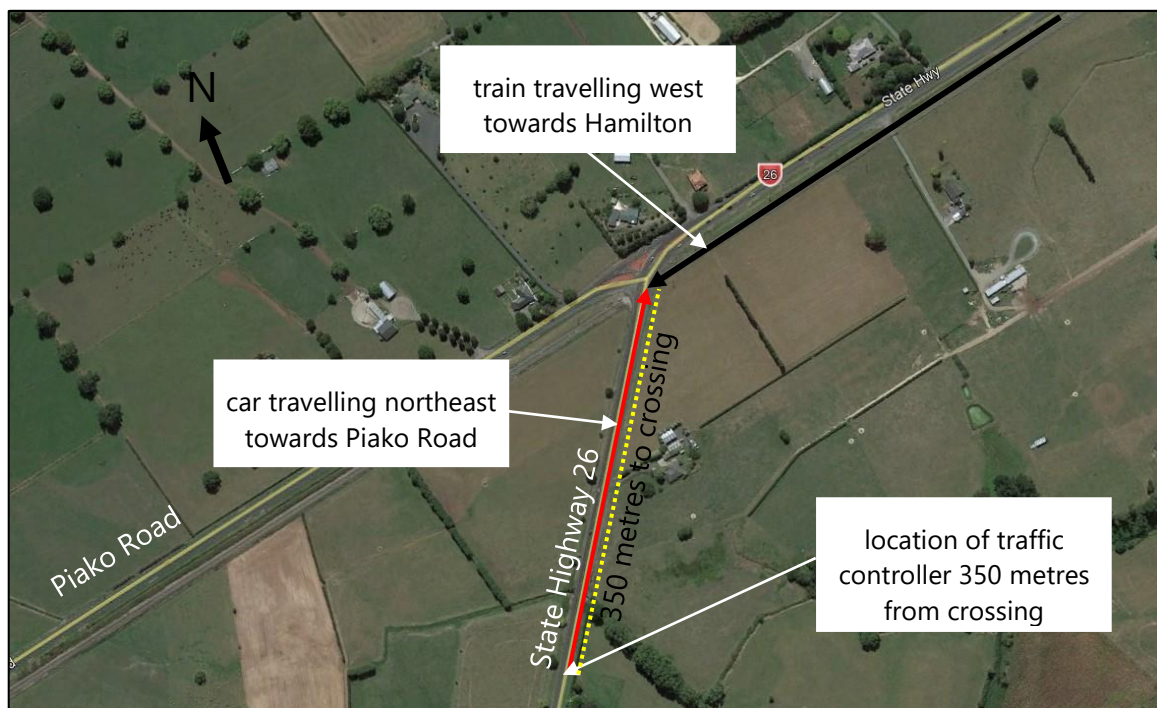 N
train travelling west
towards Hamilton
State Hwy
26
car travelling northeast
towards Piako Road
350 metres to crossing
State Highway 26
Piako Road
location of traffic
controller 350 metres
from crossing